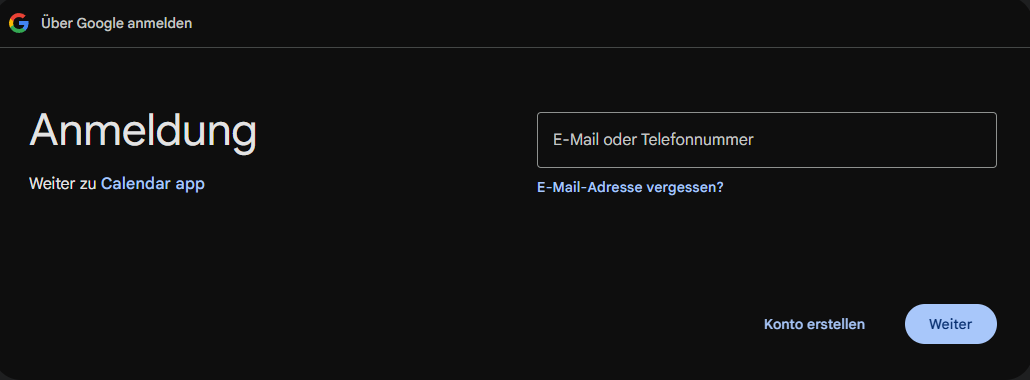 Über Google anmelden
Anmeldung
Weiter zu Calendar app
E-Mail oder Telefonnummer
E-Mail-Adresse vergessen?
Konto erstellen
Weiter